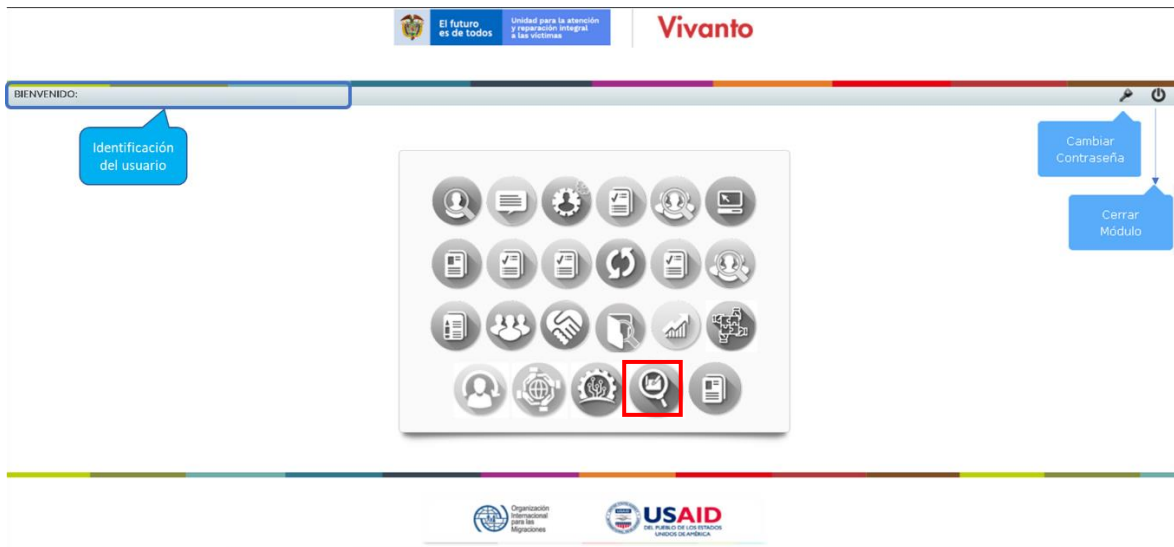 El futuro
es de todos
Unidad para la atención
y reparación integral
a las víctimas
Vivanto
BIENVENIDO:
Identificación
del usuario
Cambiar
Contraseña
Cerrar
Módulo
Organización
Internacional
para las
Migraciones
USAID
DEL PUEBLO DE LOS ESTADOS
UNIDOS DE AMÉRICA